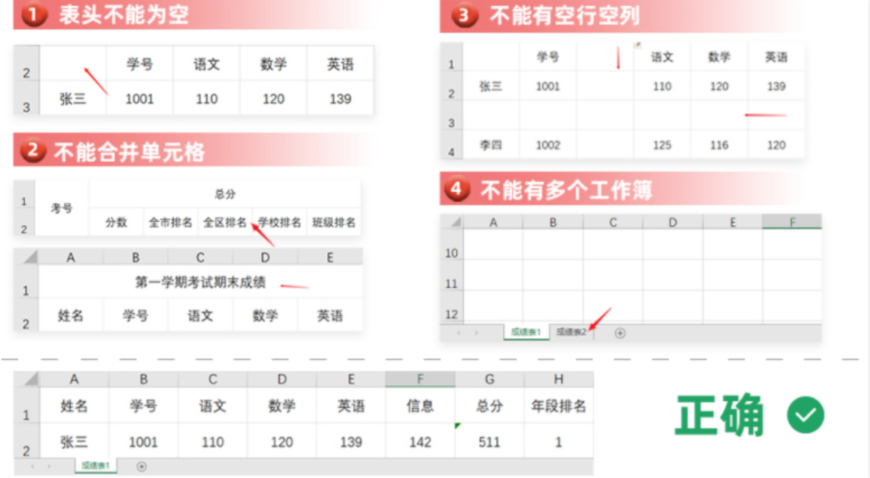 1 表头不能为空
学号 语文 数学 英语
2
张三 1001 110 120 139
3
2 不能合并单元格
1 考号 总分
2 分数 全市排名 全区排名 学校排名 班级排名
A B C D E
1 第一学期考试期末成绩
2 姓名 学号 语文 数学 英语
3 不能有空行空列
1 学号 语文 数学 英语
2 张三 1001 110 120 139
3
4 李四 1002 125 116 120
4 不能有多个工作簿
A B C D E F
10
11
12
成绩表1 成绩表2
A B C D E F G H
1 姓名 学号 语文 数学 英语 信息 总分 年段排名
2 张三 1001 110 120 139 142 511 1
成绩表1
正确